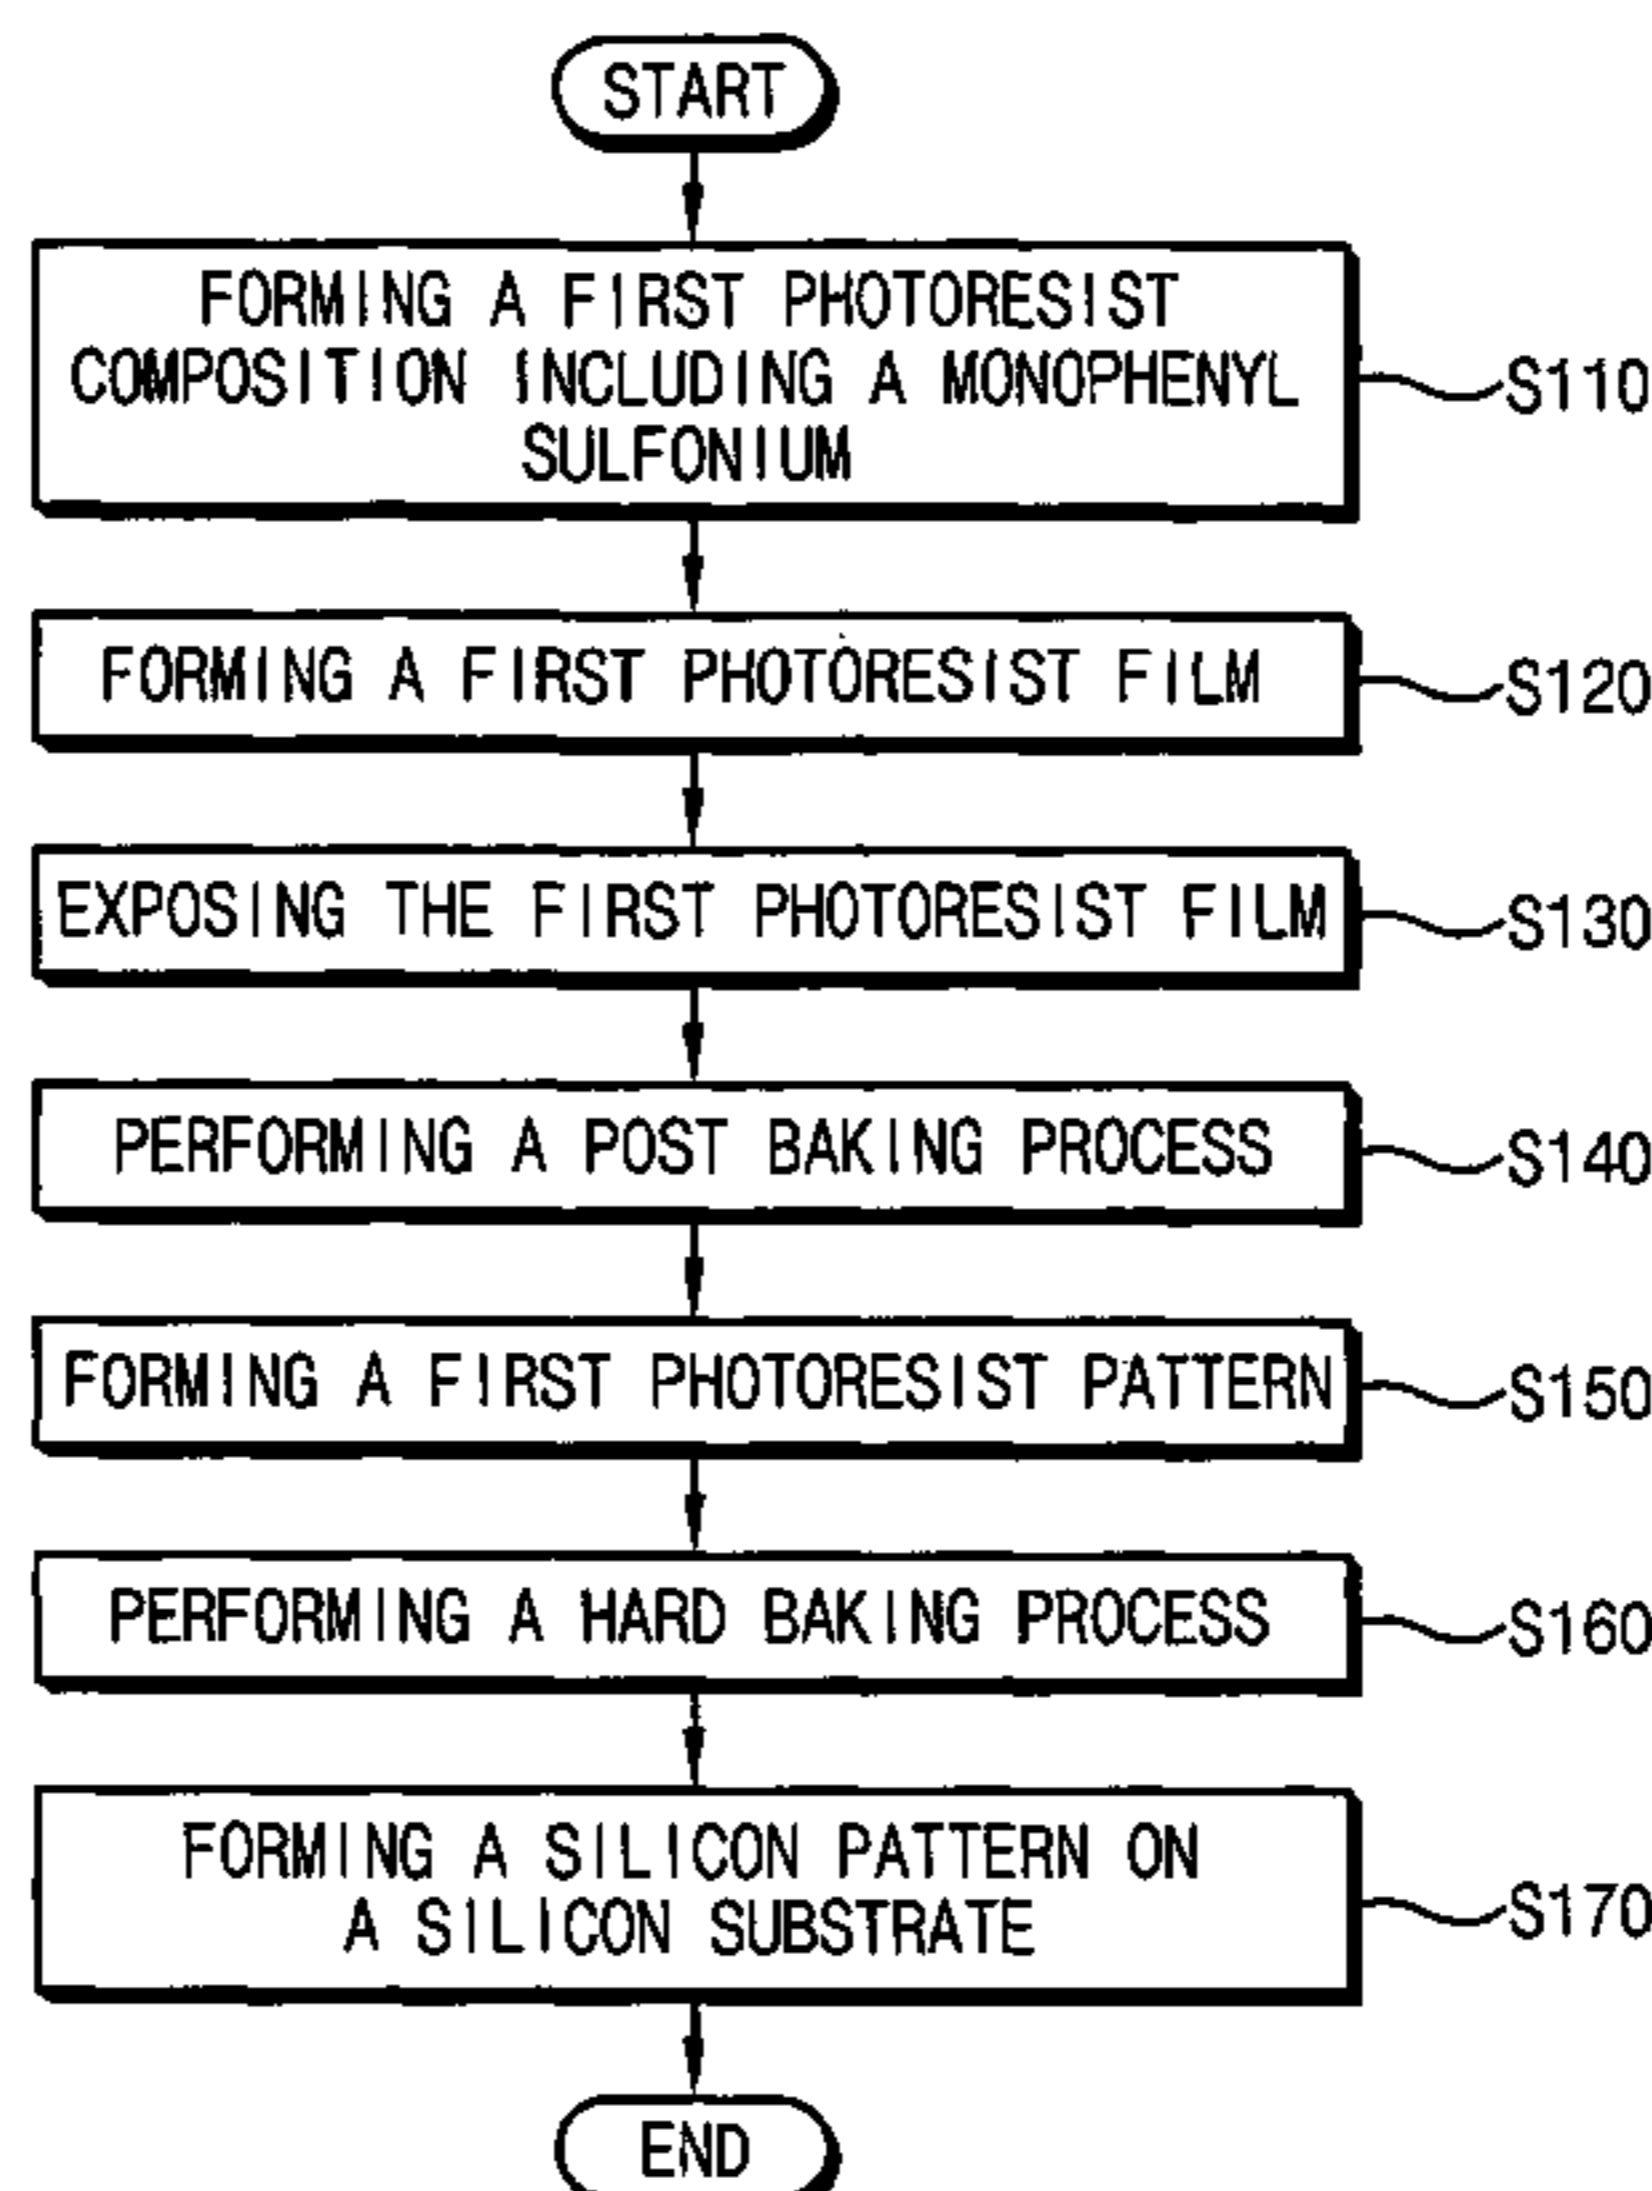 START
FORMING A FIRST PHOTORESIST
COMPOSITION INCLUDING A MONOPHENYL
SULFONIUM
S110
FORMING A FIRST PHOTORESIST FILM
S120
EXPOSING THE FIRST PHOTORESIST FILM
S130
PERFORMING A POST BAKING PROCESS
S140
FORMING A FIRST PHOTORESIST PATTERN
S150
PERFORMING A HARD BAKING PROCESS
S160
FORMING A SILICON PATTERN ON
A SILICON SUBSTRATE
S170
END